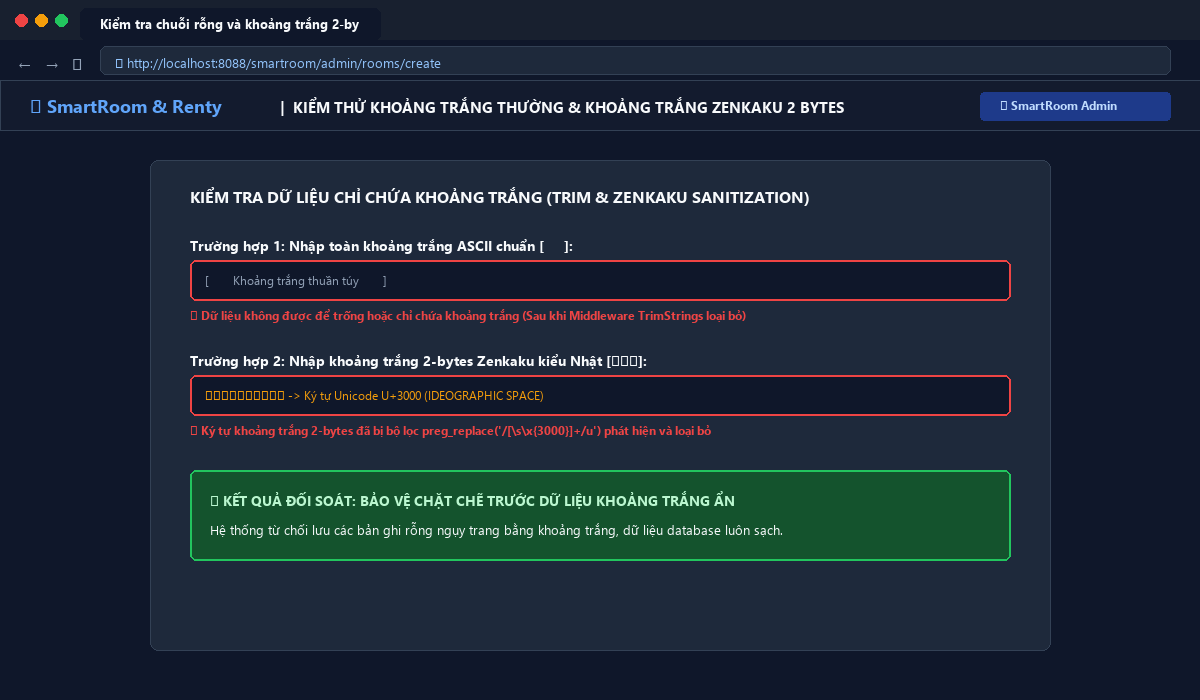 Kiểm tra chuỗi rỗng và khoảng trắng 2-by
← → http://localhost:8088/smartroom/admin/rooms/create
SmartRoom & Renty | KIỂM THỬ KHOẢNG TRẮNG THƯỜNG & KHOẢNG TRẮNG ZENKAKU 2 BYTES SmartRoom Admin
KIỂM TRA DỮ LIỆU CHỈ CHỨA KHOẢNG TRẮNG (TRIM & ZENKAKU SANITIZATION)
Trường hợp 1: Nhập toàn khoảng trắng ASCII chuẩn [ ]:
[ Khoảng trắng thuần túy ]
Dữ liệu không được để trống hoặc chỉ chứa khoảng trắng (Sau khi Middleware TrimStrings loại bỏ)
Trường hợp 2: Nhập khoảng trắng 2-bytes Zenkaku kiểu Nhật [□□□]:
□□□□□□□□□□ -> Ký tự Unicode U+3000 (IDEOGRAPHIC SPACE)
Ký tự khoảng trắng 2-bytes đã bị bộ lọc preg_replace('/[\s\x{3000}]+/u') phát hiện và loại bỏ
KẾT QUẢ ĐỐI SOÁT: BẢO VỆ CHẶT CHẼ TRƯỚC DỮ LIỆU KHOẢNG TRẮNG ẨN
Hệ thống từ chối lưu các bản ghi rỗng ngụy trang bằng khoảng trắng, dữ liệu database luôn sạch.